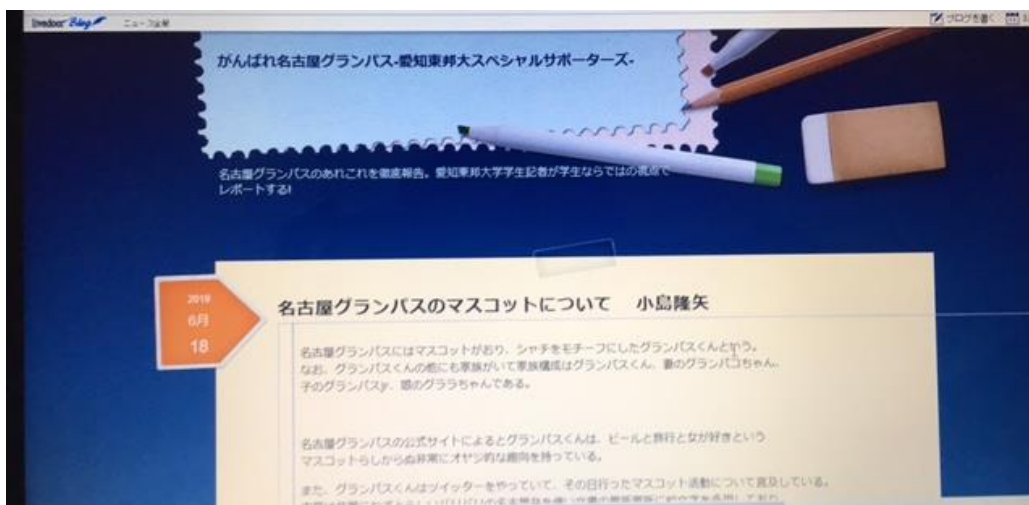 livedoor Blog
ブログを書く
がんばれ名古屋グランパス-愛知東邦大スペシャルサポーターズ-
名古屋グランパスのあれこれを徹底報告。愛知東邦大学学生記者が学生ならではの視点で
レポートする!
2019
6月
18
名古屋グランパスのマスコットについて　小島隆矢
名古屋グランパスにはマスコットがおり、シャチをモチーフにしたグランパスくんという。
なお、グランパスくんの他にも家族がいて家族構成はグランパスくん、妻のグランパコちゃん、
子のグランパスjr、娘のグララちゃんである。
名古屋グランパスの公式サイトによるとグランパスくんは、ビールと旅行と女が好きという
マスコットらしからぬ非常にオヤジ的な趣向を持っている。
また、グランパスくんはツイッターをやっていて、その日行ったマスコット活動について言及している。